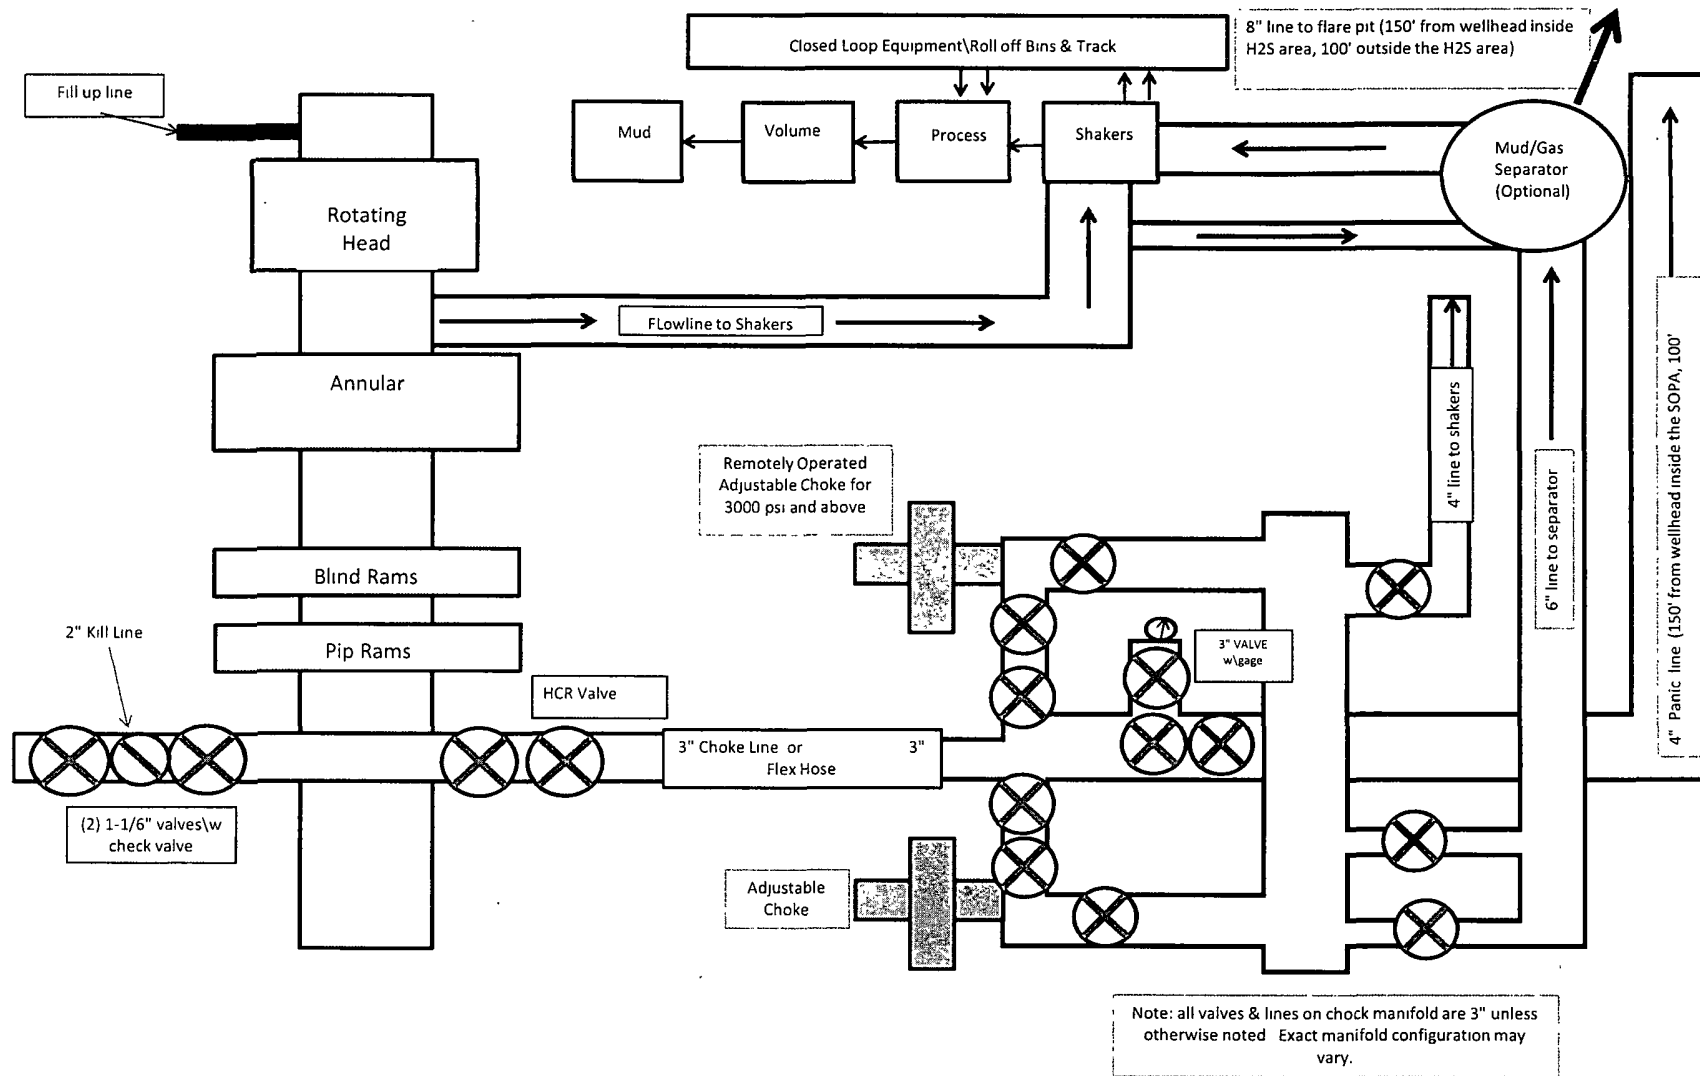 Closed Loop Equipment\Roll off Bins & Track
8" line to flare pit (150' from wellhead inside
H2S area, 100' outside the H2S area)
Fill up line
Mud
Volume
Process
Shakers
Mud/Gas
Separator
(Optional)
Rotating
Head
FLowline to Shakers
Annular
4" line to shakers
6" line to separator
4" Panic line (150' from wellhead inside the SOPA, 100'
Remotely Operated
Adjustable Choke for
3000 psi and above
Blind Rams
2" Kill Line
Pip Rams
3" VALVE
w\gage
HCR Valve
3" Choke Line or 3"
Flex Hose
(2) 1-1/6" valves\w
check valve
Adjustable
Choke
Note: all valves & lines on chock manifold are 3" unless
otherwise noted Exact manifold configuration may
vary.